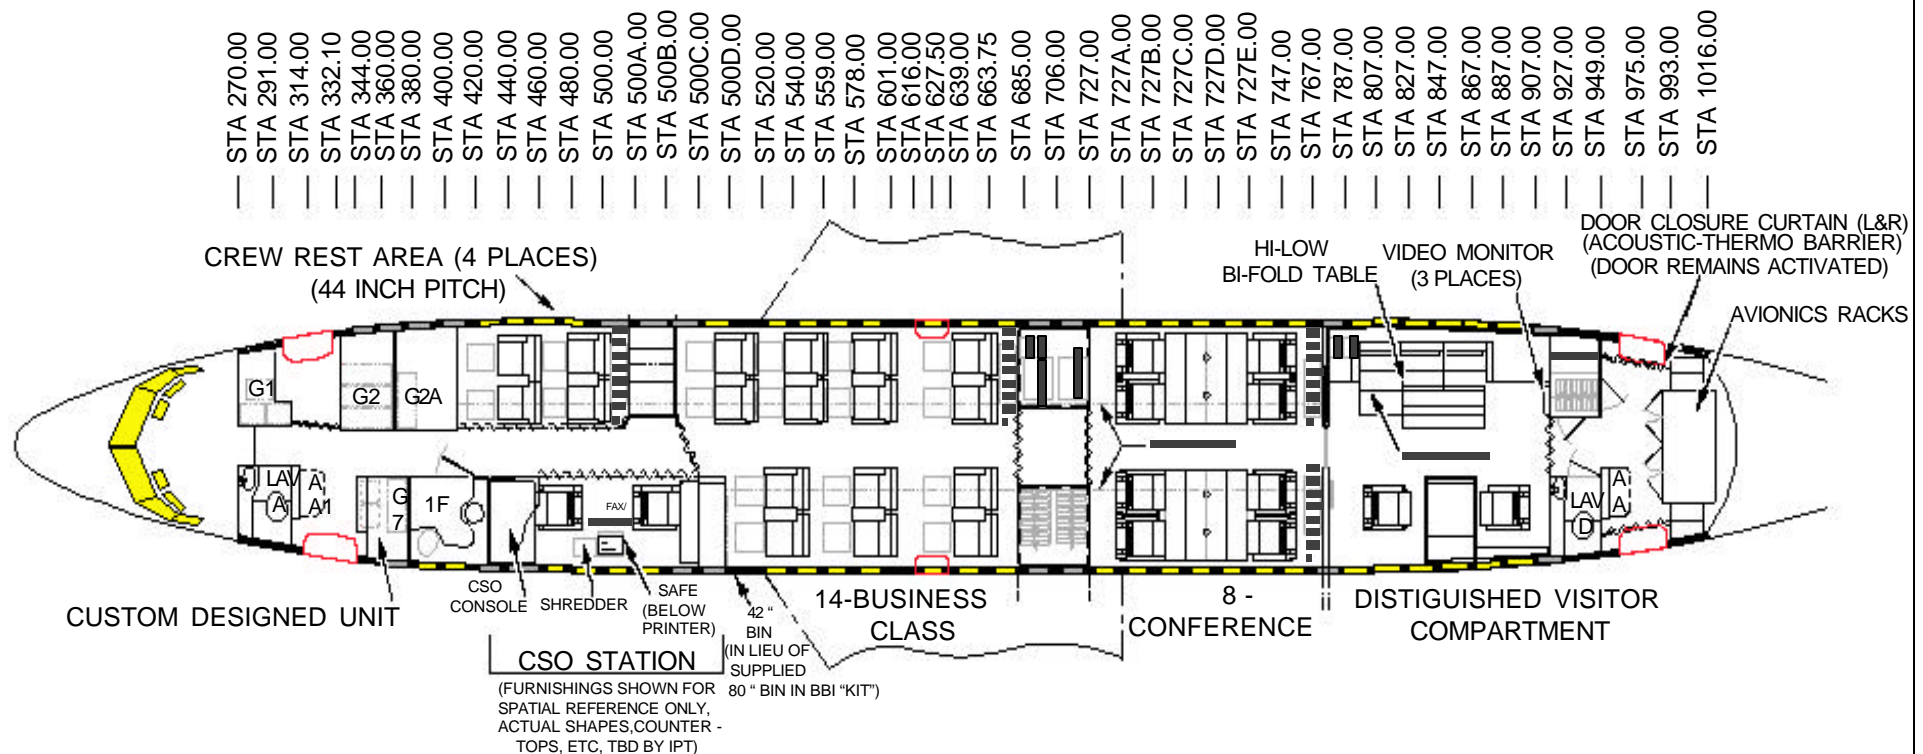 STA 270.00
STA 291.00
STA 314.00
STA 332.10
STA 344.00
STA 360.00
STA 380.00
STA 400.00
STA 420.00
STA 440.00
STA 460.00
STA 480.00
STA 500.00
STA 500A.00
STA 500B.00
STA 500C.00
STA 500D.00
STA 520.00
STA 540.00
STA 559.00
STA 578.00
STA 601.00
STA 616.00
STA 627.50
STA 639.00
STA 663.75
STA 685.00
STA 706.00
STA 727.00
STA 727A.00
STA 727B.00
STA 727C.00
STA 727D.00
STA 727E.00
STA 747.00
STA 767.00
STA 787.00
STA 807.00
STA 827.00
STA 847.00
STA 867.00
STA 887.00
STA 907.00
STA 927.00
STA 949.00
STA 975.00
STA 993.00
STA 1016.00
CREW REST AREA (4 PLACES)
(44 INCH PITCH)
HI-LOW
BI-FOLD TABLE
VIDEO MONITOR
(3 PLACES)
DOOR CLOSURE CURTAIN (L&R)
(ACOUSTIC-THERMO BARRIER)
(DOOR REMAINS ACTIVATED)
AVIONICS RACKS
G1
G2
G2A
LAV
A
A
A1
G
7
1F
FAX/
LAV
D
A
A
CUSTOM DESIGNED UNIT
CSO
CONSOLE
SHREDDER
SAFE
(BELOW
PRINTER)
CSO STATION
(FURNISHINGS SHOWN FOR
SPATIAL REFERENCE ONLY,
ACTUAL SHAPES,COUNTER -
TOPS, ETC, TBD BY IPT)
42 “
BIN
(IN LIEU OF
SUPPLIED
80 “ BIN IN BBI “KIT”)
14-BUSINESS
CLASS
8 -
CONFERENCE
DISTIGUISHED VISITOR
COMPARTMENT